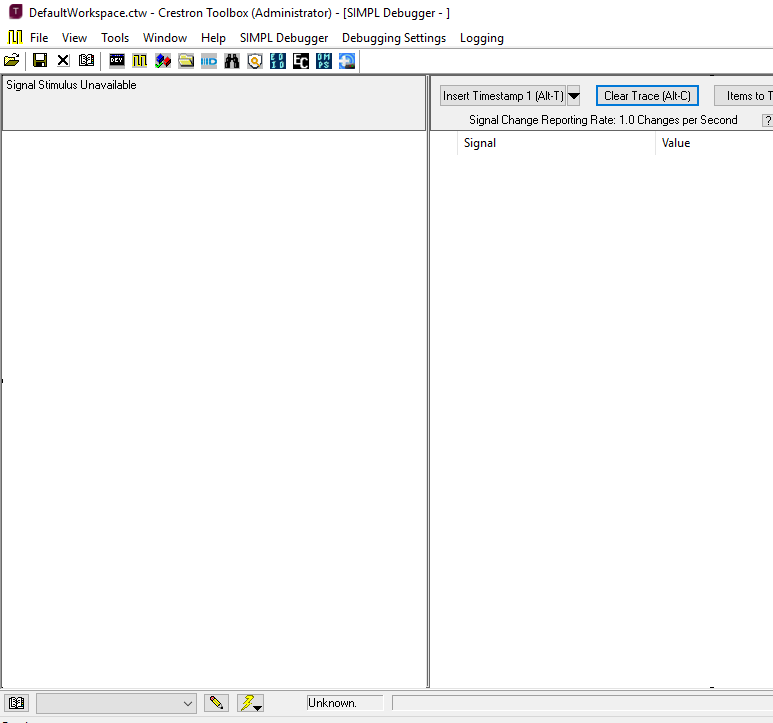 DefaultWorkspace.ctw - Crestron Toolbox (Administrator) - [SIMPL Debugger - ]
File View Tools Window Help SIMPL Debugger Debugging Settings Logging
Signal Stimulus Unavailable
Insert Timestamp 1 (Alt-T) Clear Trace (Alt-C) Items to T
Signal Change Reporting Rate: 1.0 Changes per Second ?
Signal Value
Unknown.